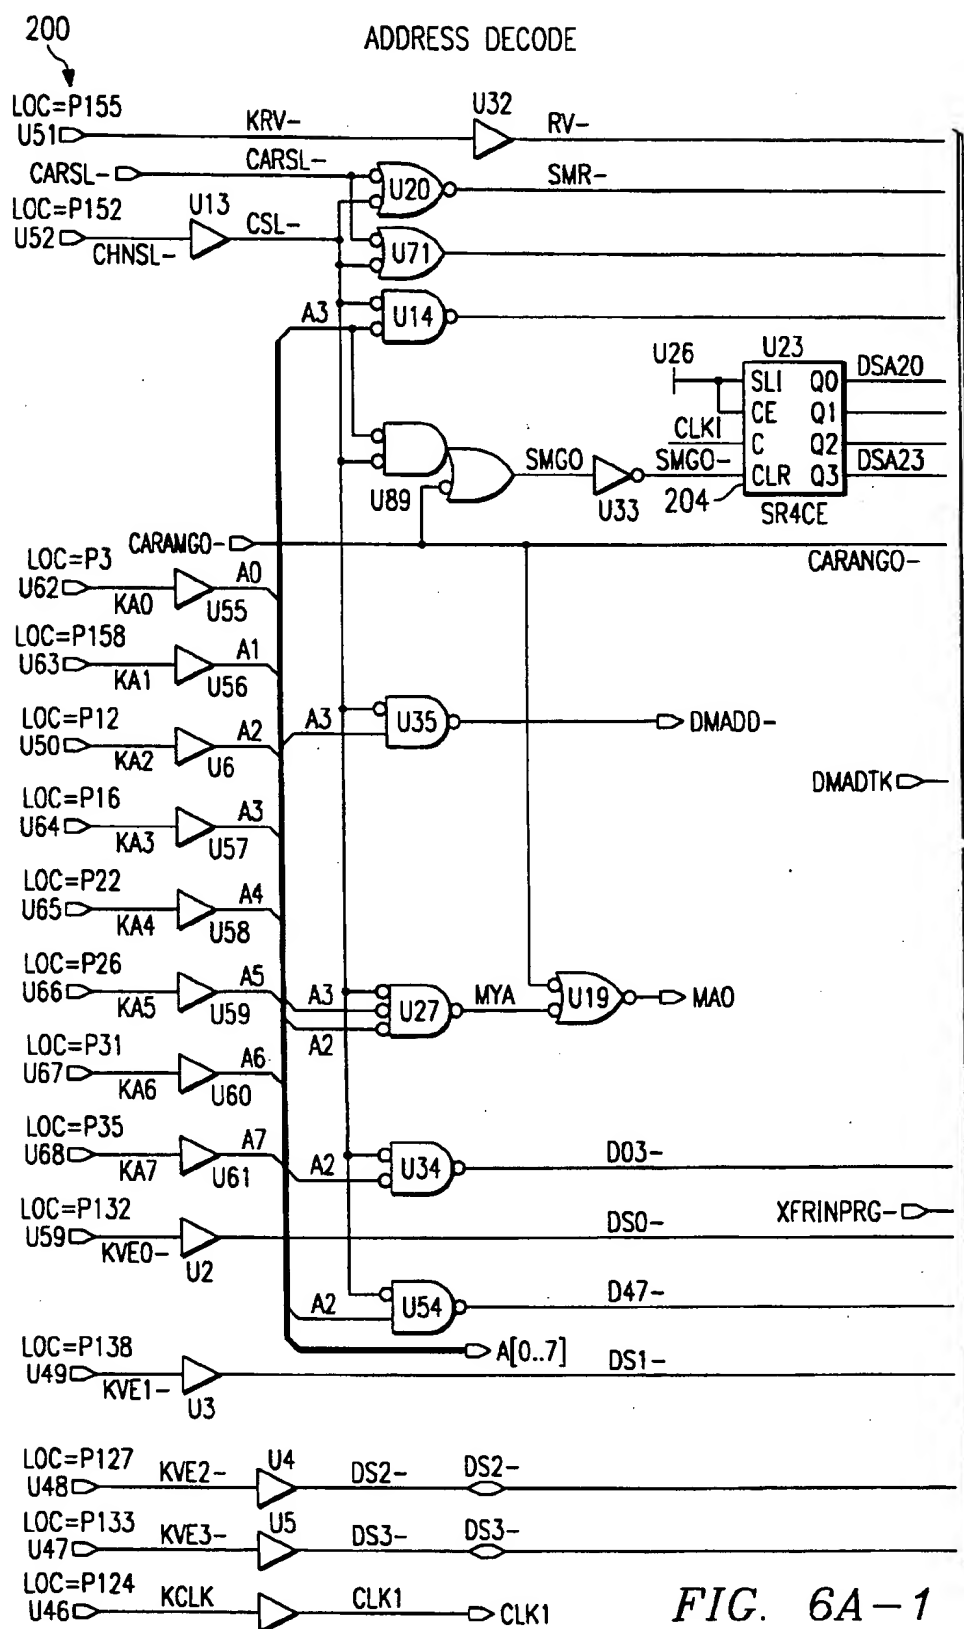 200
ADDRESS DECODE
LOC=P155
U51
KRV-
U32
RV-
CARSL-
CARSL-
U20
SMR-
LOC=P152
U52
CHNSL-
U13
CSL-
U71
A3
U14
U26
U23
SLI Q0
CE Q1
C Q2
CLR Q3
DSA20
CLKI
DSA23
U89
SMGO
U33
SMGO-
204
SR4CE
CARAMGO-
CARANGO-
LOC=P3
U62
KA0
U55
A0
LOC=P158
U63
KA1
U56
A1
LOC=P12
U50
KA2
U6
A2
A3
U35
DMADD-
DMADTK
LOC=P16
U64
KA3
U57
A3
LOC=P22
U65
KA4
U58
A4
LOC=P26
U66
KA5
U59
A5
A3
A2
U27
MYA
U19
MAO
LOC=P31
U67
KA6
U60
A6
LOC=P35
U68
KA7
U61
A7
A2
U34
D03-
LOC=P132
U59
KVE0-
U2
DS0-
XFRINPRG-
A2
U54
D47-
A[0..7]
LOC=P138
U49
KVE1-
U3
DS1-
LOC=P127
U48
KVE2-
U4
DS2-
DS2-
LOC=P133
U47
KVE3-
U5
DS3-
DS3-
LOC=P124
U46
KCLK
CLK1
CLK1
FIG. 6A-1